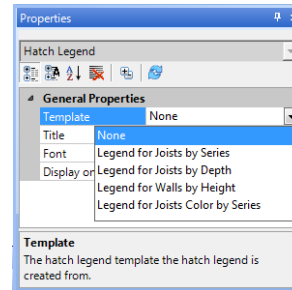 Properties
Hatch Legend
General Properties
Template None
Title None
Font Legend for Joists by Series
Display on Legend for Joists by Depth
Legend for Walls by Height
Legend for Joists Color by Series
Template
The hatch legend template the hatch legend is
created from.